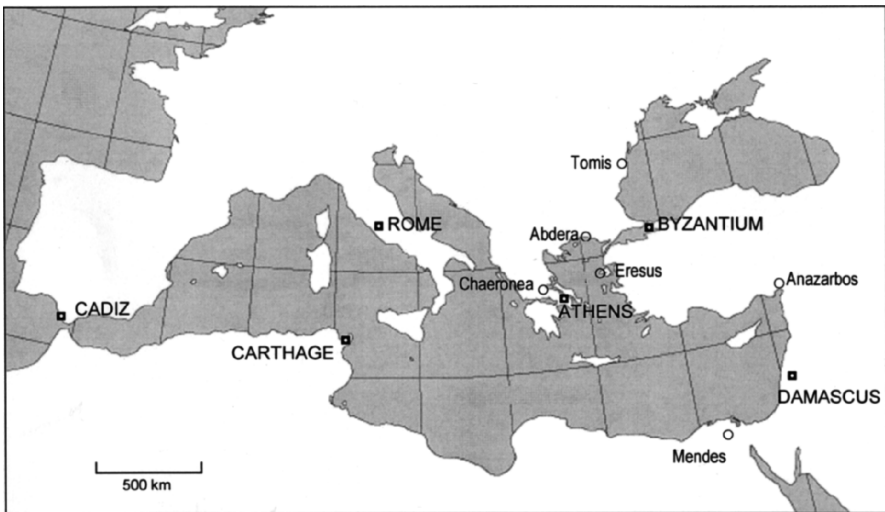 Tomis
ROME
BYZANTIUM
Abdera
Eresus
Chaeronea
Anazarbos
ATHENS
CADIZ
CARTHAGE
DAMASCUS
Mendes
500 km